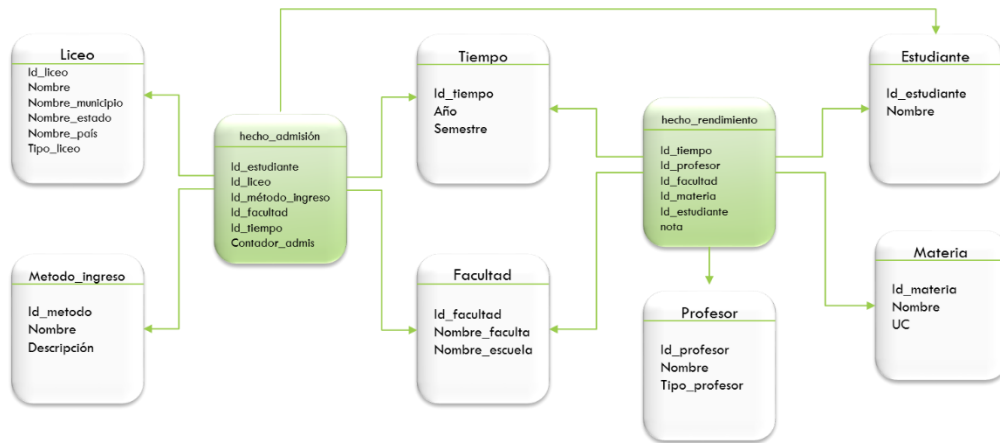 Liceo
Id_liceo
Nombre
Nombre_municipio
Nombre_estado
Nombre_país
Tipo_liceo
hecho_admisión
Id_estudiante
Id_liceo
Id_método_ingreso
Id_facultad
Id_tiempo
Contador_admis
Metodo_ingreso
Id_metodo
Nombre
Descripción
Tiempo
Id_tiempo
Año
Semestre
Facultad
Id_facultad
Nombre_faculta
Nombre_escuela
hecho_rendimiento
Id_tiempo
Id_profesor
Id_facultad
Id_materia
Id_estudiante
nota
Profesor
Id_profesor
Nombre
Tipo_profesor
Estudiante
Id_estudiante
Nombre
Materia
Id_materia
Nombre
UC